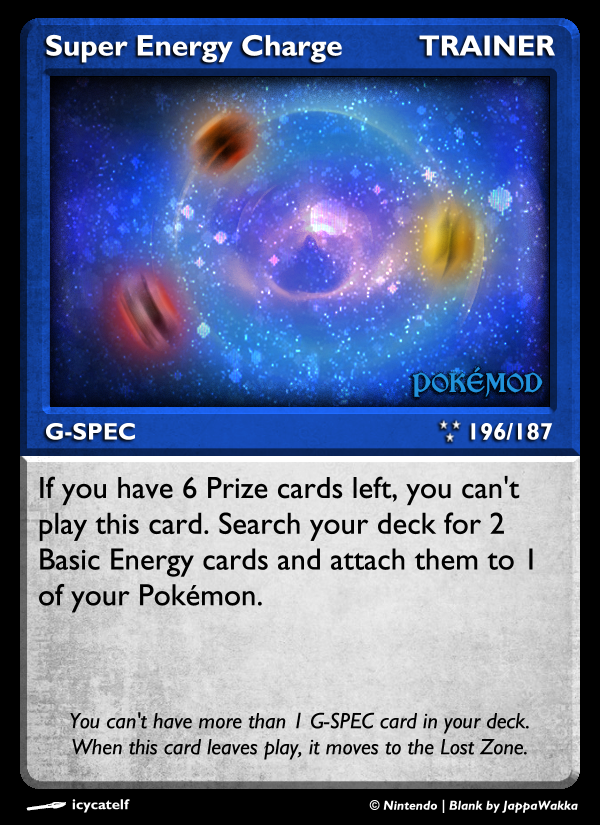 Super Energy Charge TRAINER
POKÉMOD
G-SPEC 196/187
If you have 6 Prize cards left, you can't
play this card. Search your deck for 2
Basic Energy cards and attach them to 1
of your Pokémon.
You can't have more than 1 G-SPEC card in your deck.
When this card leaves play, it moves to the Lost Zone.
icycatelf © Nintendo | Blank by JappaWakka